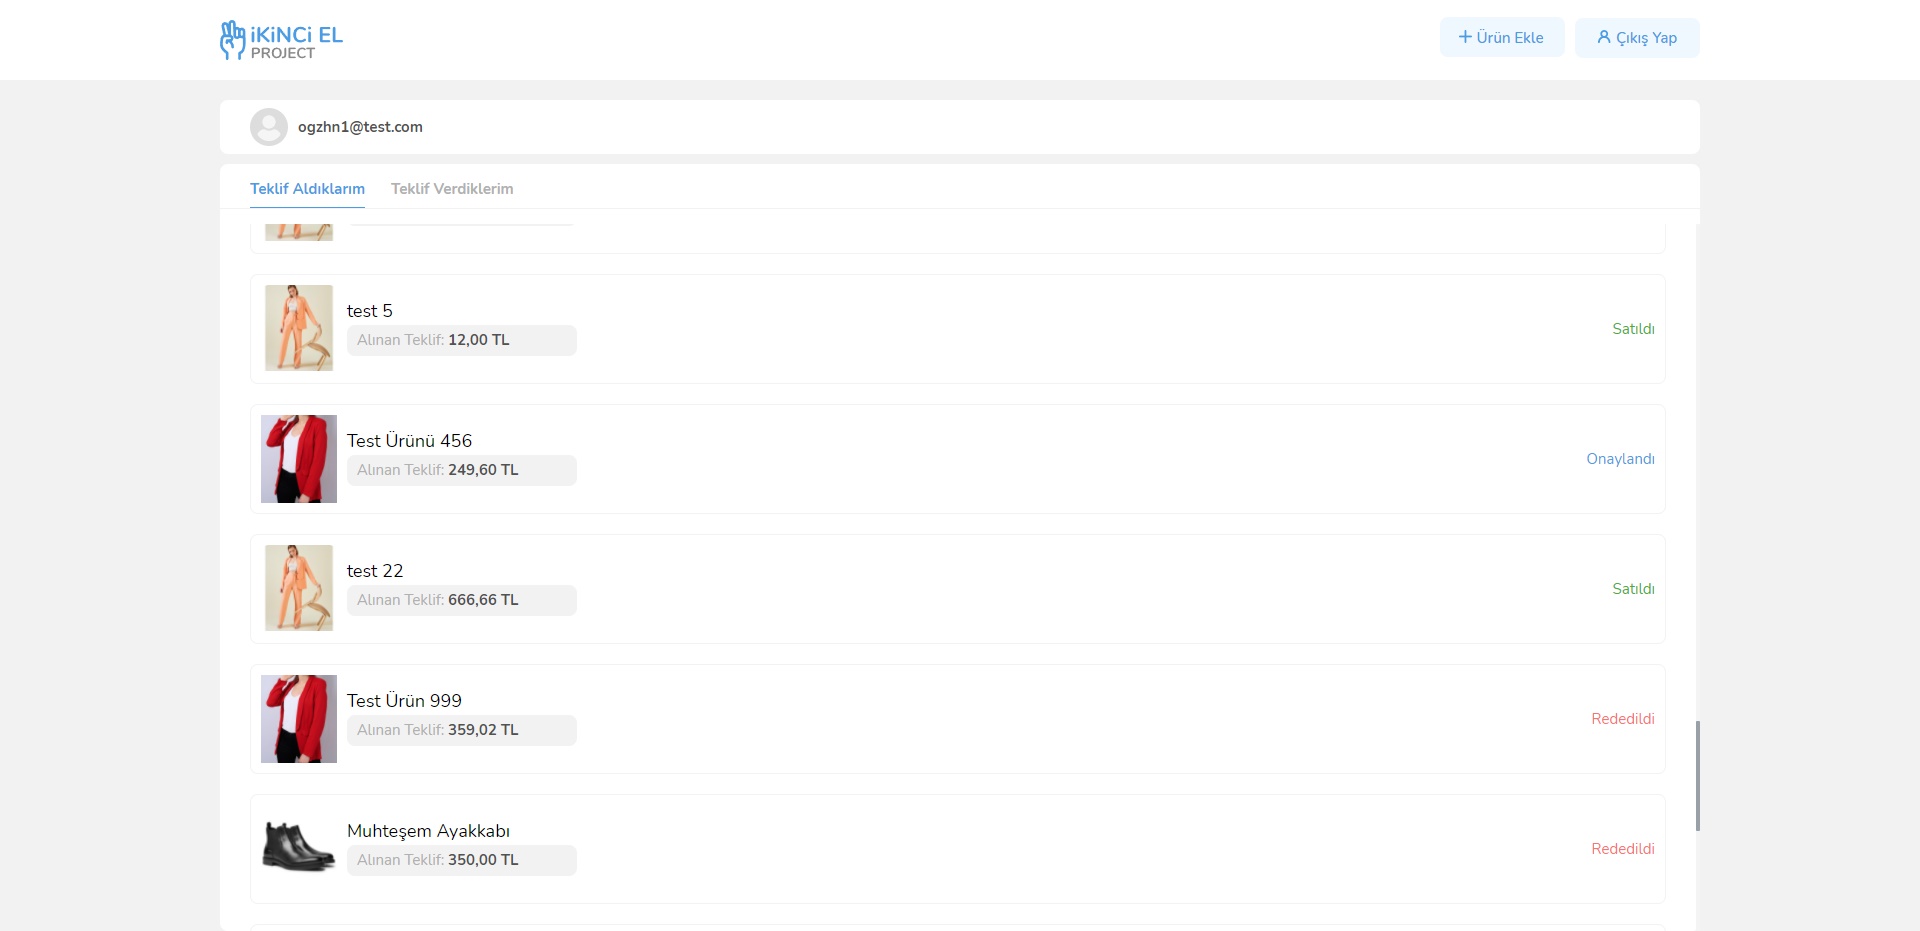 iKiNCi EL
PROJECT
Ürün Ekle
Çıkış Yap
ogzhn1@test.com
Teklif Aldıklarım
Teklif Verdiklerim
test 5
Alınan Teklif: 12,00 TL
Satıldı
Test Ürünü 456
Alınan Teklif: 249,60 TL
Onaylandı
test 22
Alınan Teklif: 666,66 TL
Satıldı
Test Ürün 999
Alınan Teklif: 359,02 TL
Rededildi
Muhteşem Ayakkabı
Alınan Teklif: 350,00 TL
Rededildi